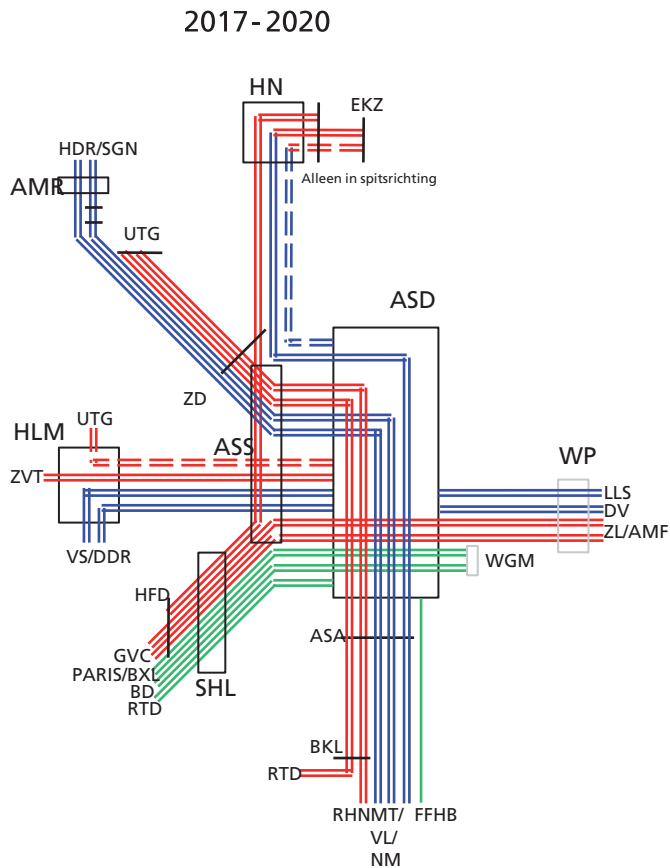 2017-2020
HN
EKZ
HDR/SGN
AMR
Alleen in spitsrichting
UTG
ASD
ZD
UTG
HLM
ASS
WP
ZVT
LLS
DV
ZL/AMF
VS/DDR
WGM
HFD
ASA
GVC
PARIS/BXL
SHL
BD
RTD
BKL
RTD
RHNMT/
FFHB
VL/
NM